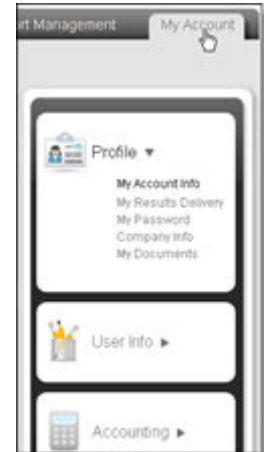 rt Management
My Account
Profile ▼
My Account Info
My Results Delivery
My Password
Company Info
My Documents
User Info ►
Accounting ►